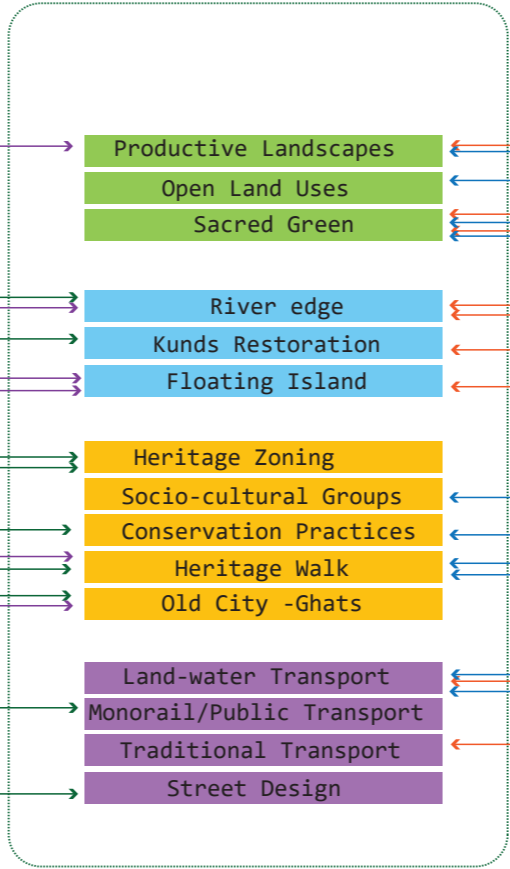 Productive Landscapes
Open Land Uses
Sacred Green
River edge
Kunds Restoration
Floating Island
Heritage Zoning
Socio-cultural Groups
Conservation Practices
Heritage Walk
Old City -Ghats
Land-water Transport
Monorail/Public Transport
Traditional Transport
Street Design